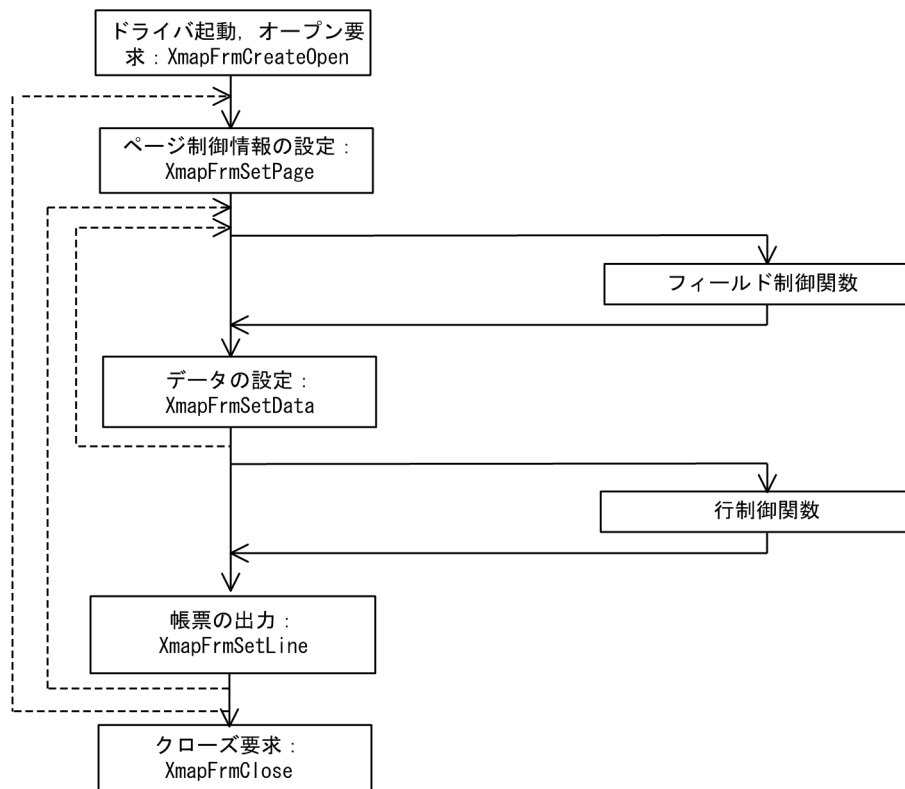 ドライバ起動，オープン要
求：XmapFrmCreateOpen
ページ制御情報の設定：
XmapFrmSetPage
フィールド制御関数
データの設定：
XmapFrmSetData
行制御関数
帳票の出力：
XmapFrmSetLine
クローズ要求：
XmapFrmClose